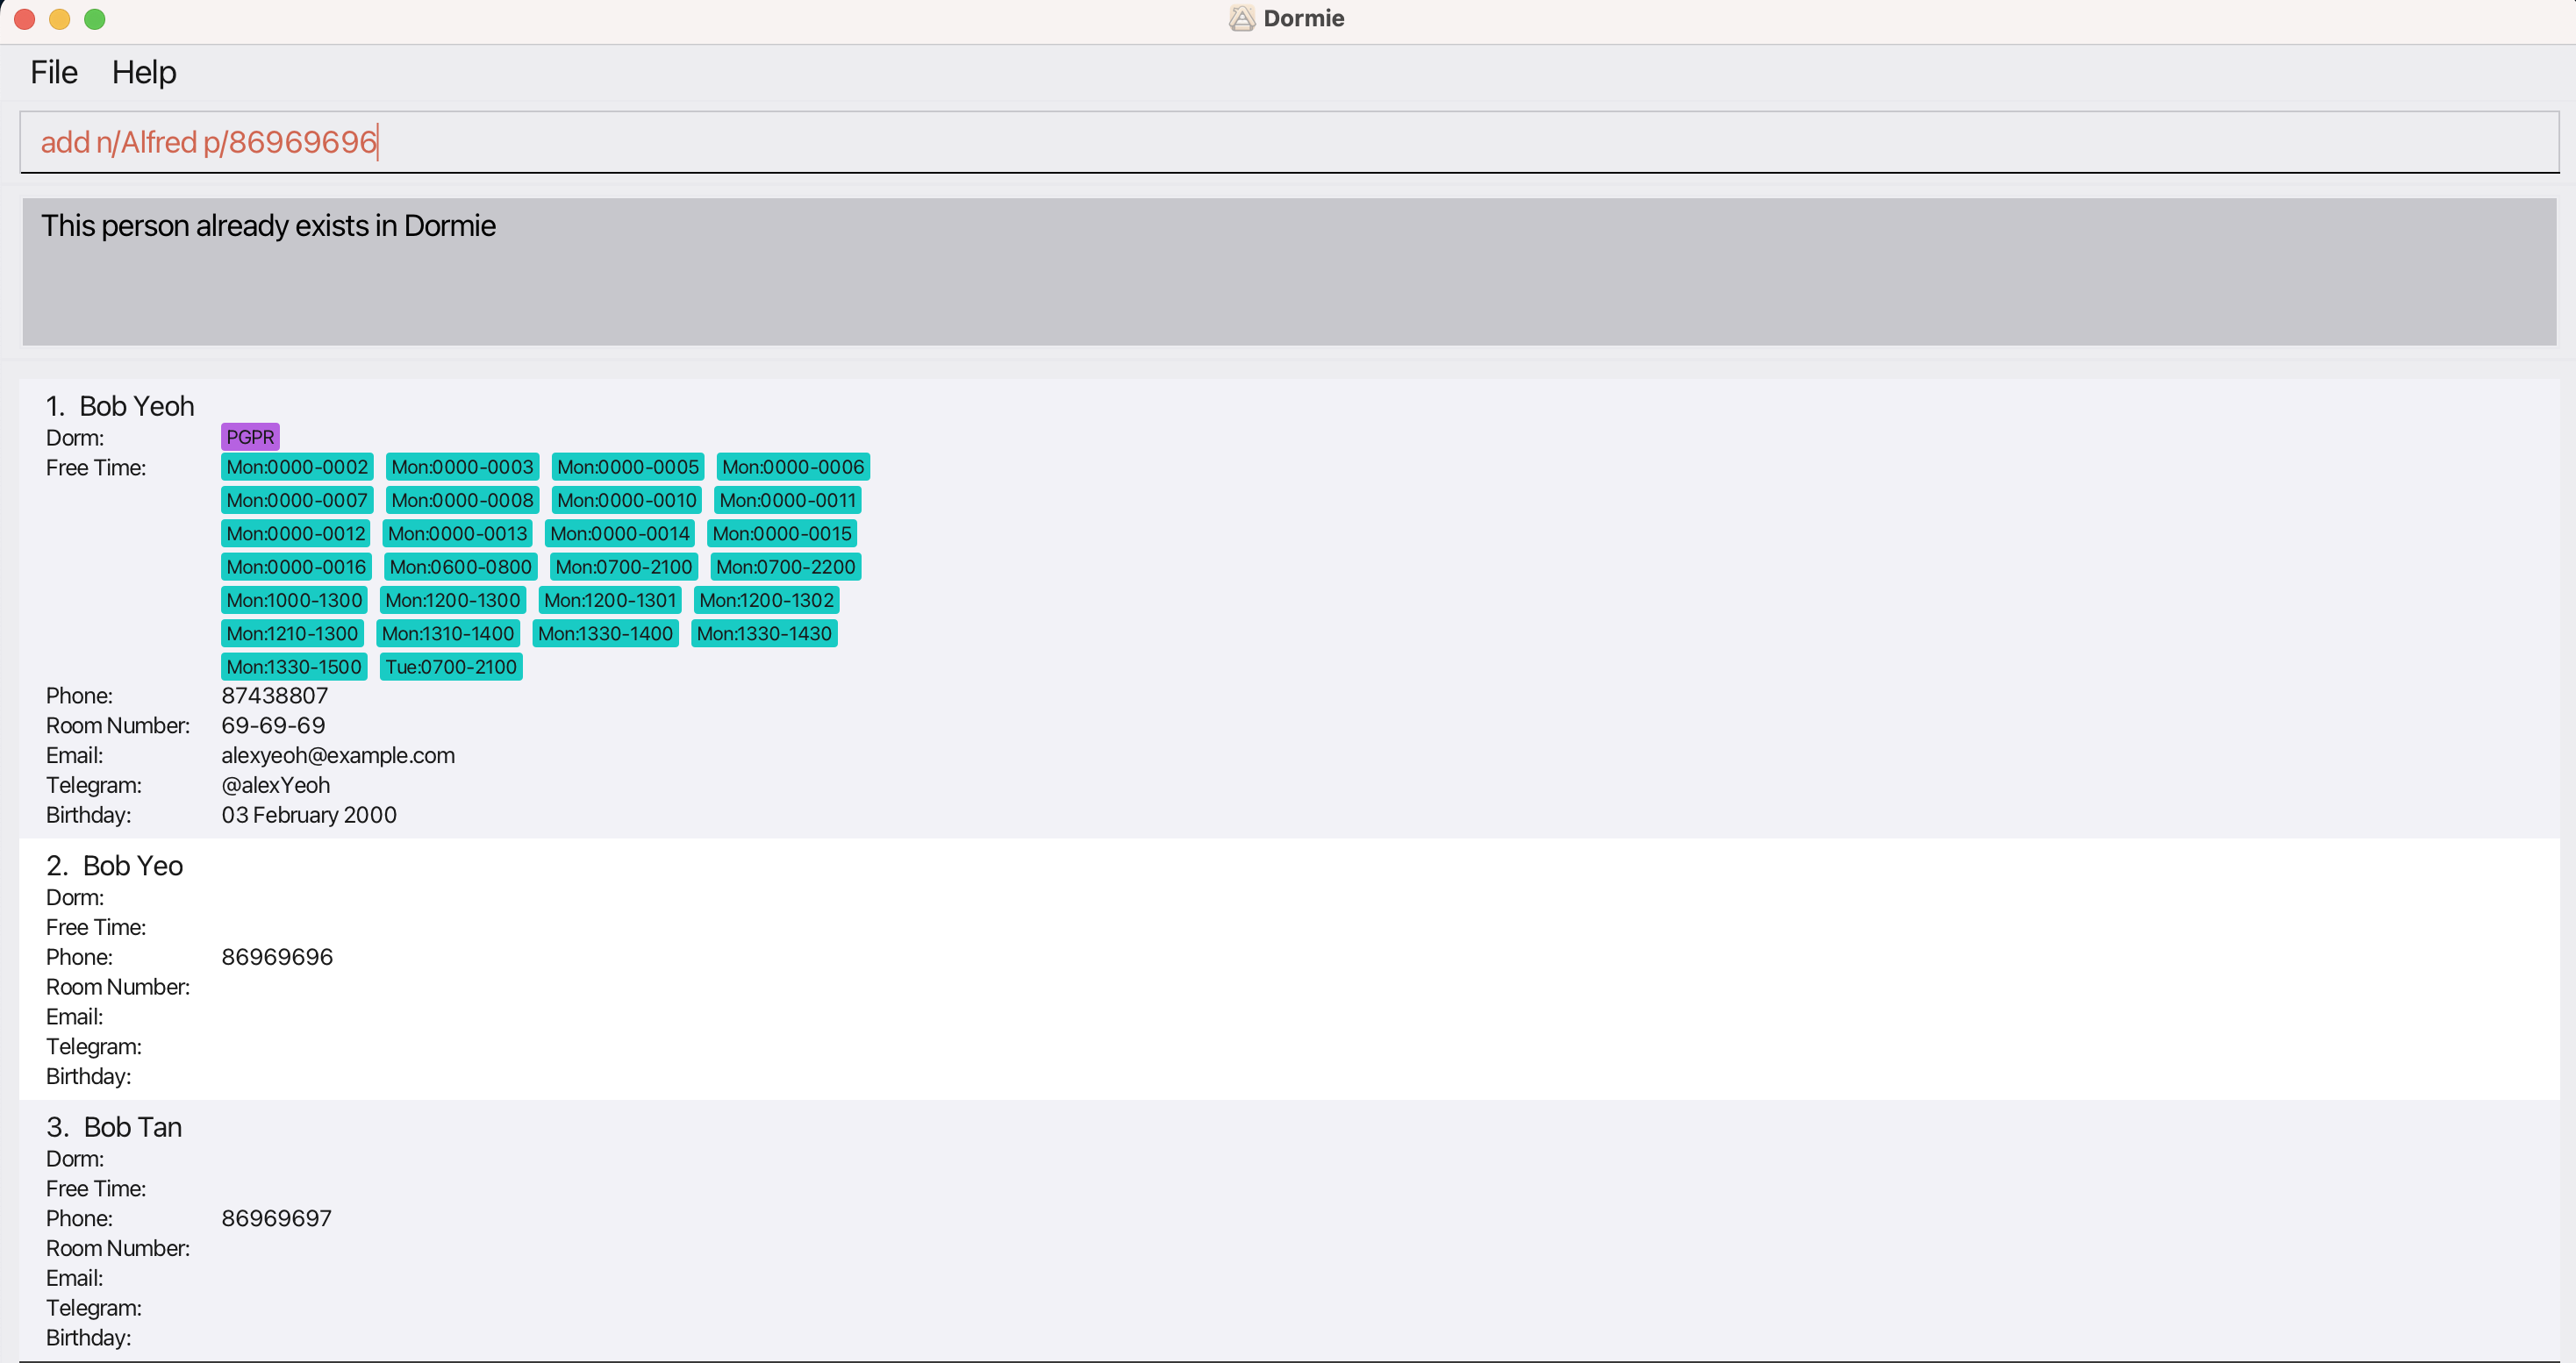 Dormie
File Help
add n/Alfred p/86969696
This person already exists in Dormie
1. Bob Yeoh
Dorm: PGPR
Free Time: Mon:0000-0002 Mon:0000-0003 Mon:0000-0005 Mon:0000-0006
Mon:0000-0007 Mon:0000-0008 Mon:0000-0010 Mon:0000-0011
Mon:0000-0012 Mon:0000-0013 Mon:0000-0014 Mon:0000-0015
Mon:0000-0016 Mon:0600-0800 Mon:0700-2100 Mon:0700-2200
Mon:1000-1300 Mon:1200-1300 Mon:1200-1301 Mon:1200-1302
Mon:1210-1300 Mon:1310-1400 Mon:1330-1400 Mon:1330-1430
Mon:1330-1500 Tue:0700-2100
Phone: 87438807
Room Number: 69-69-69
Email: alexyeoh@example.com
Telegram: @alexYeoh
Birthday: 03 February 2000
2. Bob Yeo
Dorm:
Free Time:
Phone: 86969696
Room Number:
Email:
Telegram:
Birthday:
3. Bob Tan
Dorm:
Free Time:
Phone: 86969697
Room Number:
Email:
Telegram:
Birthday: